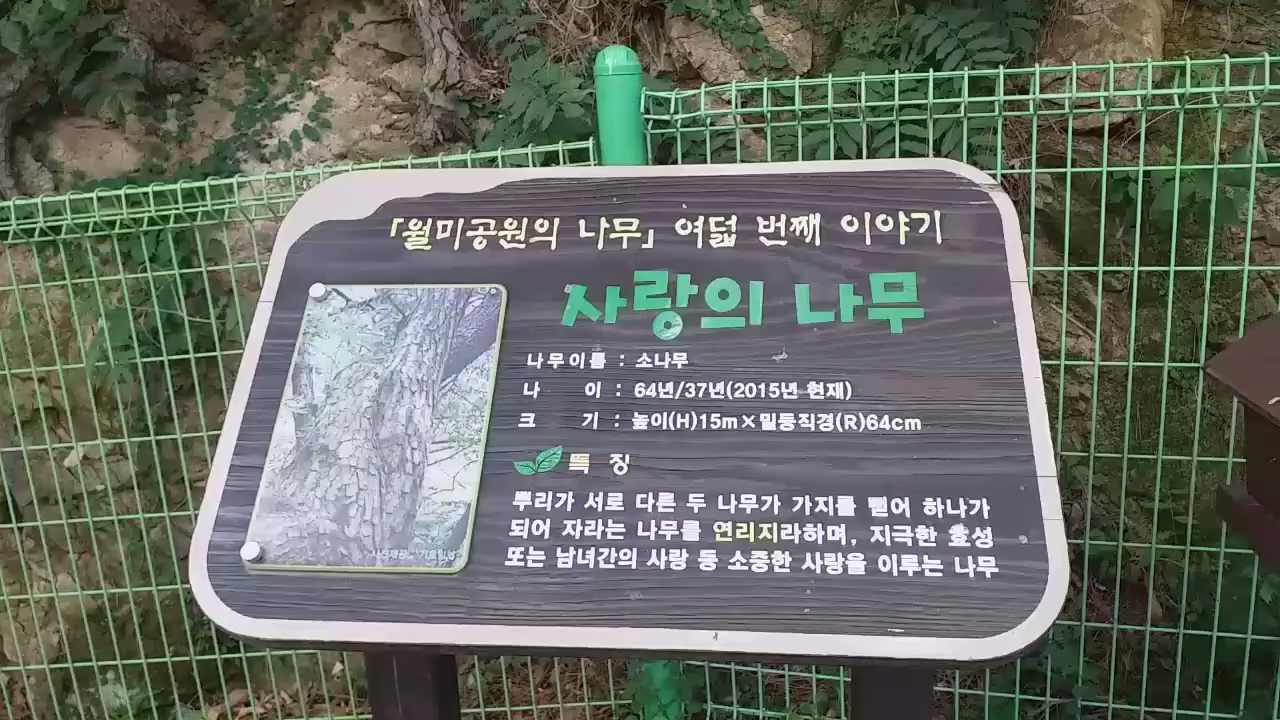 「월미공원의 나무」 여덟 번째 이야기
사랑의 나무
나무이름 : 소나무
나 이 : 64년/37년(2015년 현재)
크 기 : 높이(H)15m×밑둥직경(R)64cm
특 징
뿌리가 서로 다른 두 나무가 가지를 뻗어 하나가
되어 자라는 나무를 연리지라하며, 지극한 효성
또는 남녀간의 사랑 등 소중한 사랑을 이루는 나무
사진제공